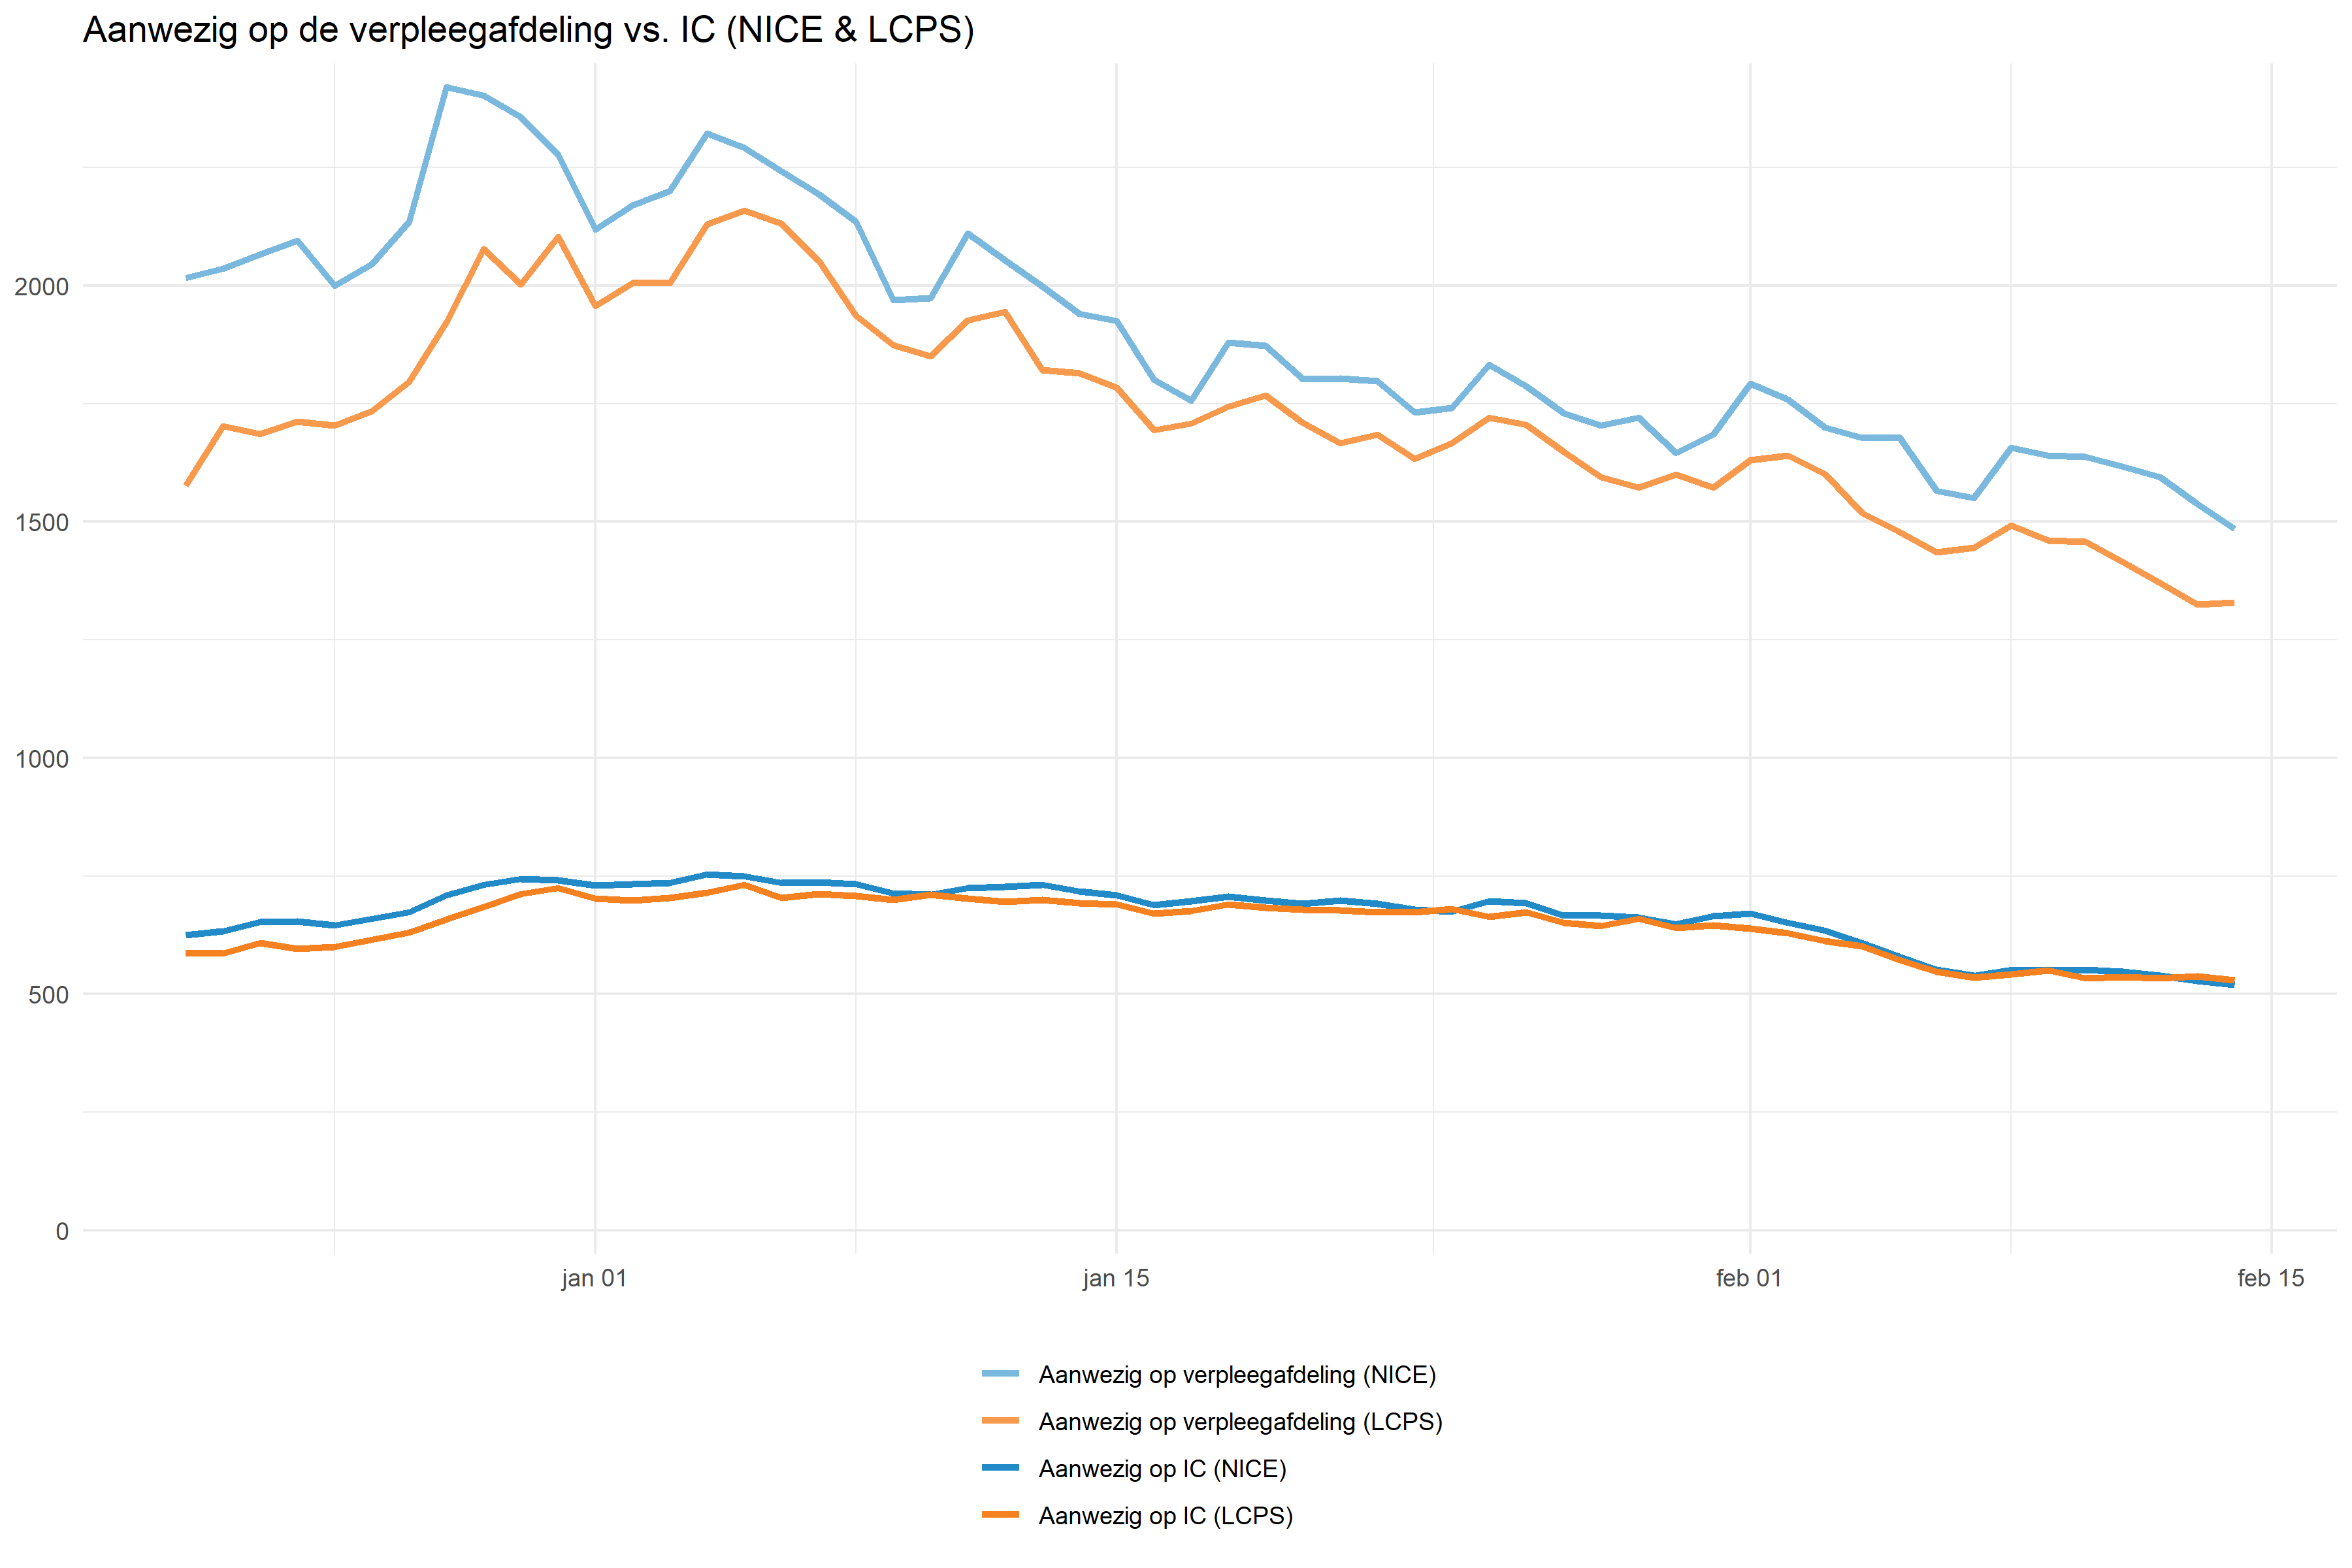 Aanwezig op de verpleegafdeling vs. IC (NICE & LCPS)
2000
1500
1000
500
0
jan 01
jan 15
feb 01
feb 15
Aanwezig op verpleegafdeling (NICE)
Aanwezig op verpleegafdeling (LCPS)
Aanwezig op IC (NICE)
Aanwezig op IC (LCPS)